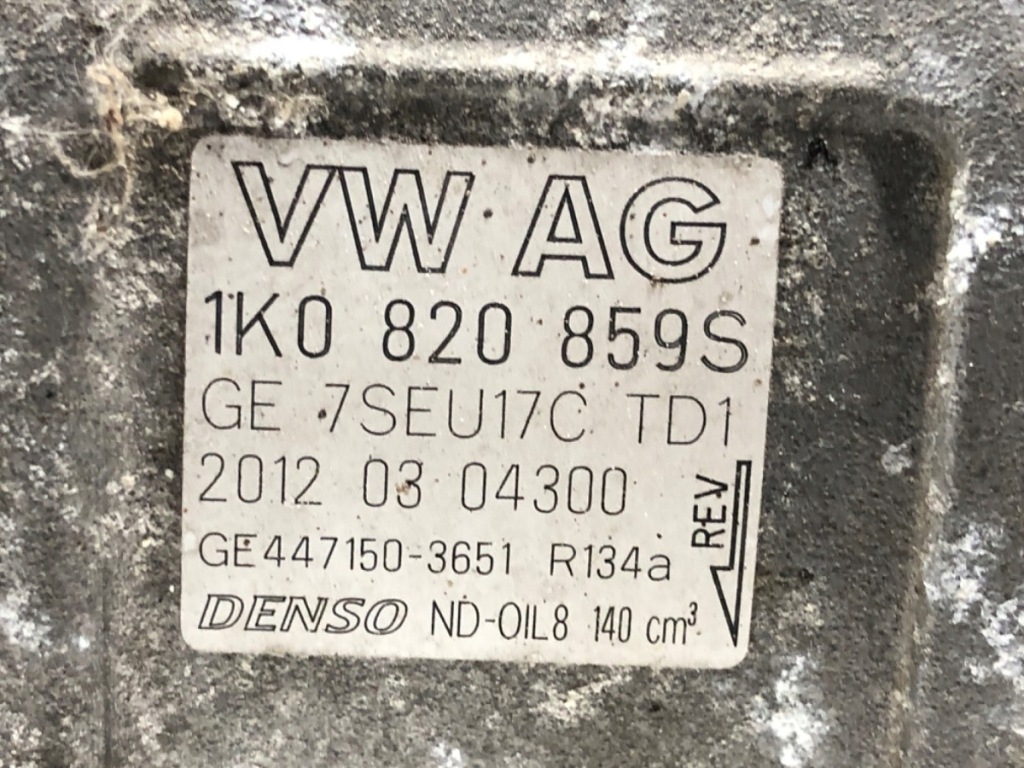 VW AG
1K0 820 859S
GE 7SEU17C TD1
2012 03 04300
GE447150-3651 R134a
DENSO ND-OIL8 140 cm³
REV